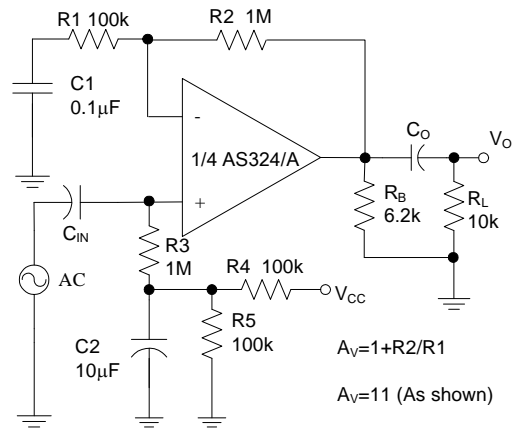 R1 100k
R2 1M
C1
0.1μF
-
1/4 AS324/A
+
CO
VO
RB
6.2k
RL
10k
CIN
AC
R3
1M
R4 100k
VCC
C2
10μF
R5
100k
AV=1+R2/R1
AV=11 (As shown)